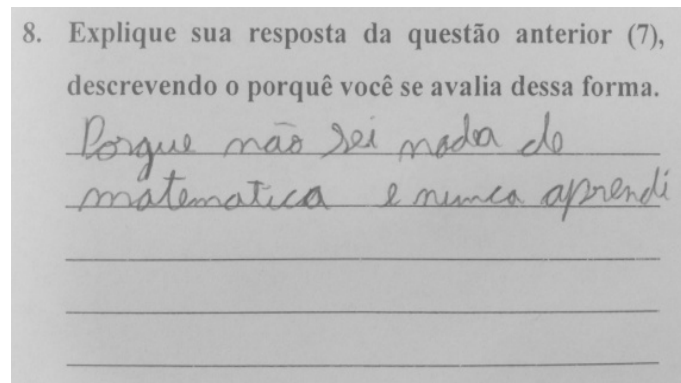 8. Explique sua resposta da questão anterior (7),
descrevendo o porquê você se avalia dessa forma.
Porque não sei nada de
matematica e nunca aprendi